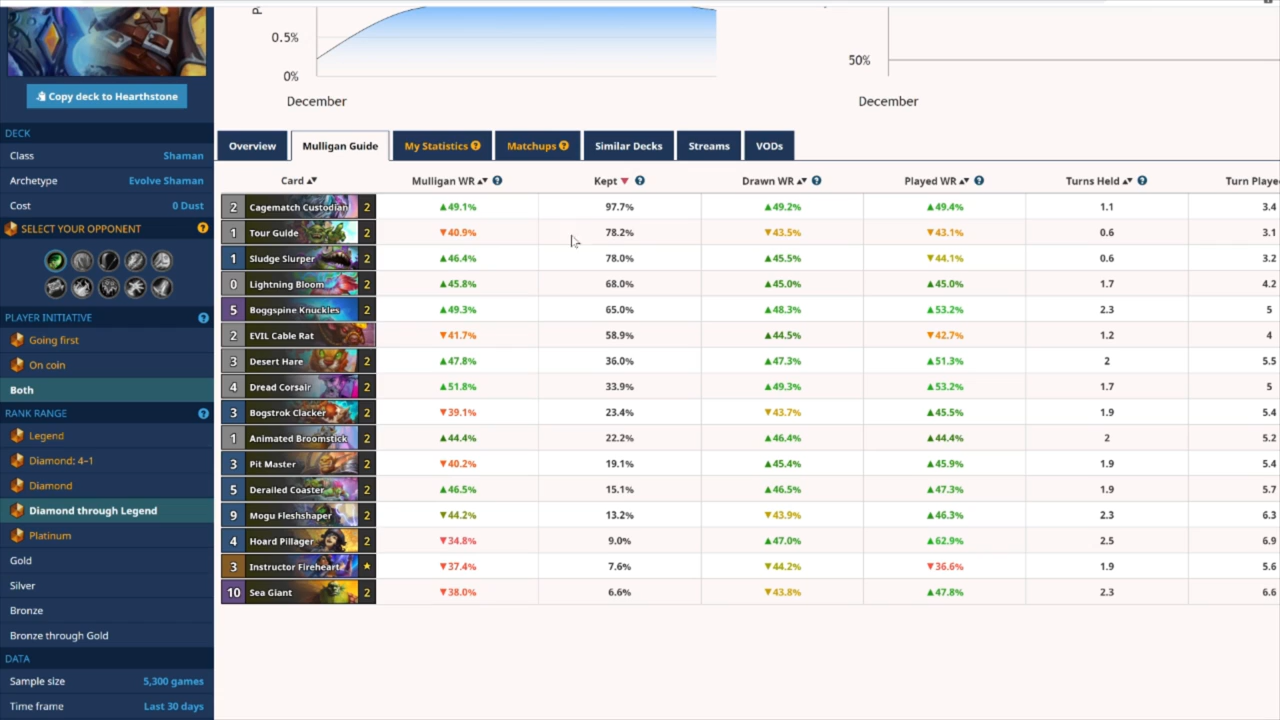 0.5%
0%
50%
December
December
Copy deck to Hearthstone
DECK
Class Shaman
Archetype Evolve Shaman
Cost 0 Dust
SELECT YOUR OPPONENT ?
PLAYER INITIATIVE ?
Going first
On coin
Both
RANK RANGE ?
Legend
Diamond: 4-1
Diamond
Diamond through Legend
Platinum
Gold
Silver
Bronze
Bronze through Gold
DATA
Sample size 5,300 games
Time frame Last 30 days
Overview Mulligan Guide My Statistics ? Matchups ? Similar Decks Streams VODs
Card ▲▼ Mulligan WR ▲▼ ? Kept ▼ ? Drawn WR ▲▼ ? Played WR ▲▼ ? Turns Held ▲▼ ? Turn Playe
2 Cagematch Custodian 2 ▲49.1% 97.7% ▲49.2% ▲49.4% 1.1 3.4
1 Tour Guide 2 ▼40.9% 78.2% ▼43.5% ▼43.1% 0.6 3.1
1 Sludge Slurper 2 ▲46.4% 78.0% ▲45.5% ▼44.1% 0.6 3.2
0 Lightning Bloom 2 ▲45.8% 68.0% ▲45.0% ▲45.0% 1.7 4.2
5 Boggspine Knuckles 2 ▲49.3% 65.0% ▲48.3% ▲53.2% 2.3 5
2 EVIL Cable Rat ▼41.7% 58.9% ▲44.5% ▼42.7% 1.2 4
3 Desert Hare 2 ▲47.8% 36.0% ▲47.3% ▲51.3% 2 5.5
4 Dread Corsair 2 ▲51.8% 33.9% ▲49.3% ▲53.2% 1.7 5
3 Bogstrok Clacker 2 ▼39.1% 23.4% ▼43.7% ▲45.5% 1.9 5.4
1 Animated Broomstick 2 ▲44.4% 22.2% ▲46.4% ▲44.4% 2 5.2
3 Pit Master 2 ▼40.2% 19.1% ▲45.4% ▲45.9% 1.9 5.4
5 Derailed Coaster 2 ▲46.5% 15.1% ▲46.5% ▲47.3% 1.9 5.7
9 Mogu Fleshshaper 2 ▼44.2% 13.2% ▼43.9% ▲46.3% 2.3 6.3
4 Hoard Pillager 2 ▼34.8% 9.0% ▲47.0% ▲62.9% 2.5 6.9
3 Instructor Fireheart ★ ▼37.4% 7.6% ▼44.2% ▼36.6% 1.9 5.6
10 Sea Giant 2 ▼38.0% 6.6% ▼43.8% ▲47.8% 2.3 6.6